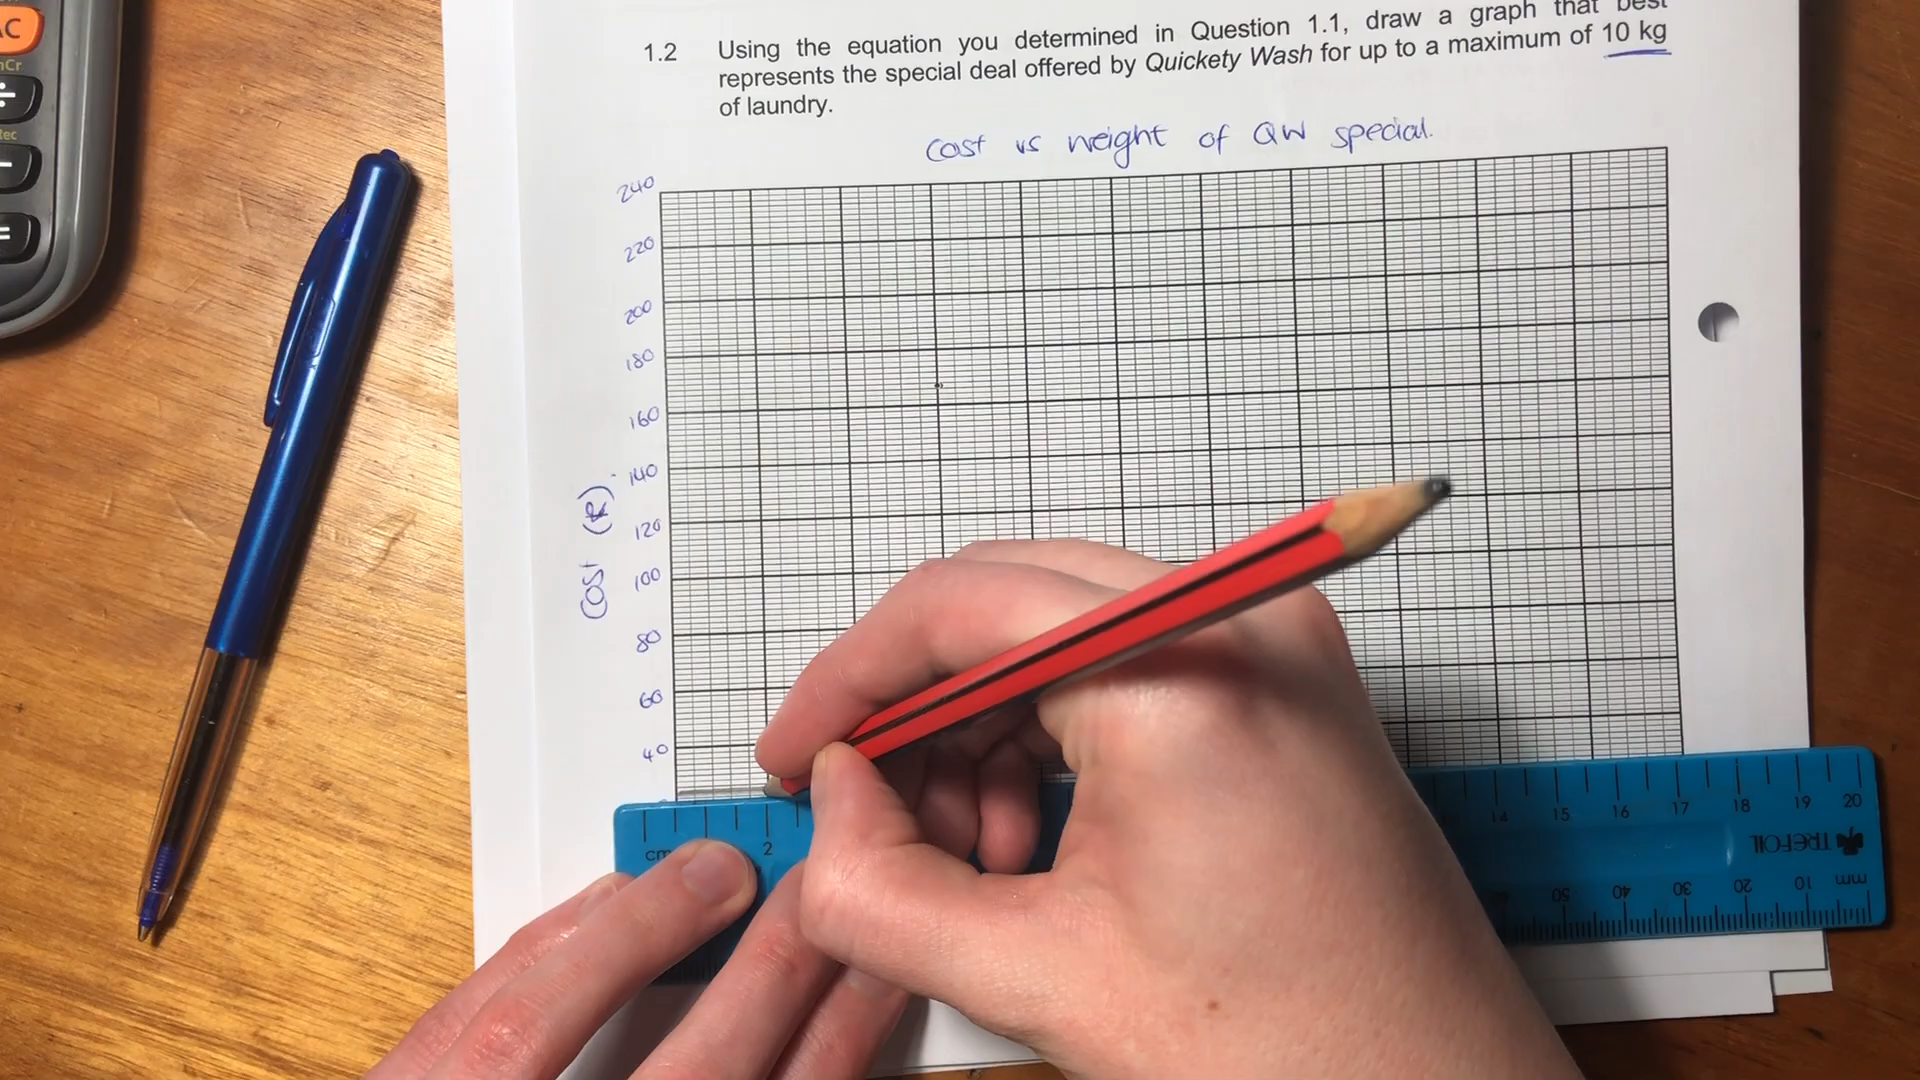 1.2 Using the equation you determined in Question 1.1, draw a graph that best
represents the special deal offered by Quickety Wash for up to a maximum of 10 kg
of laundry.
Cost vs weight of QW special.
240
220
200
180
160
140
120
100
80
60
40
Cost (R).
AC
nCr
÷
tec
−
=
cm 2 14 15 16 17 18 19 20
TREFOIL
50 40 30 20 10 mm